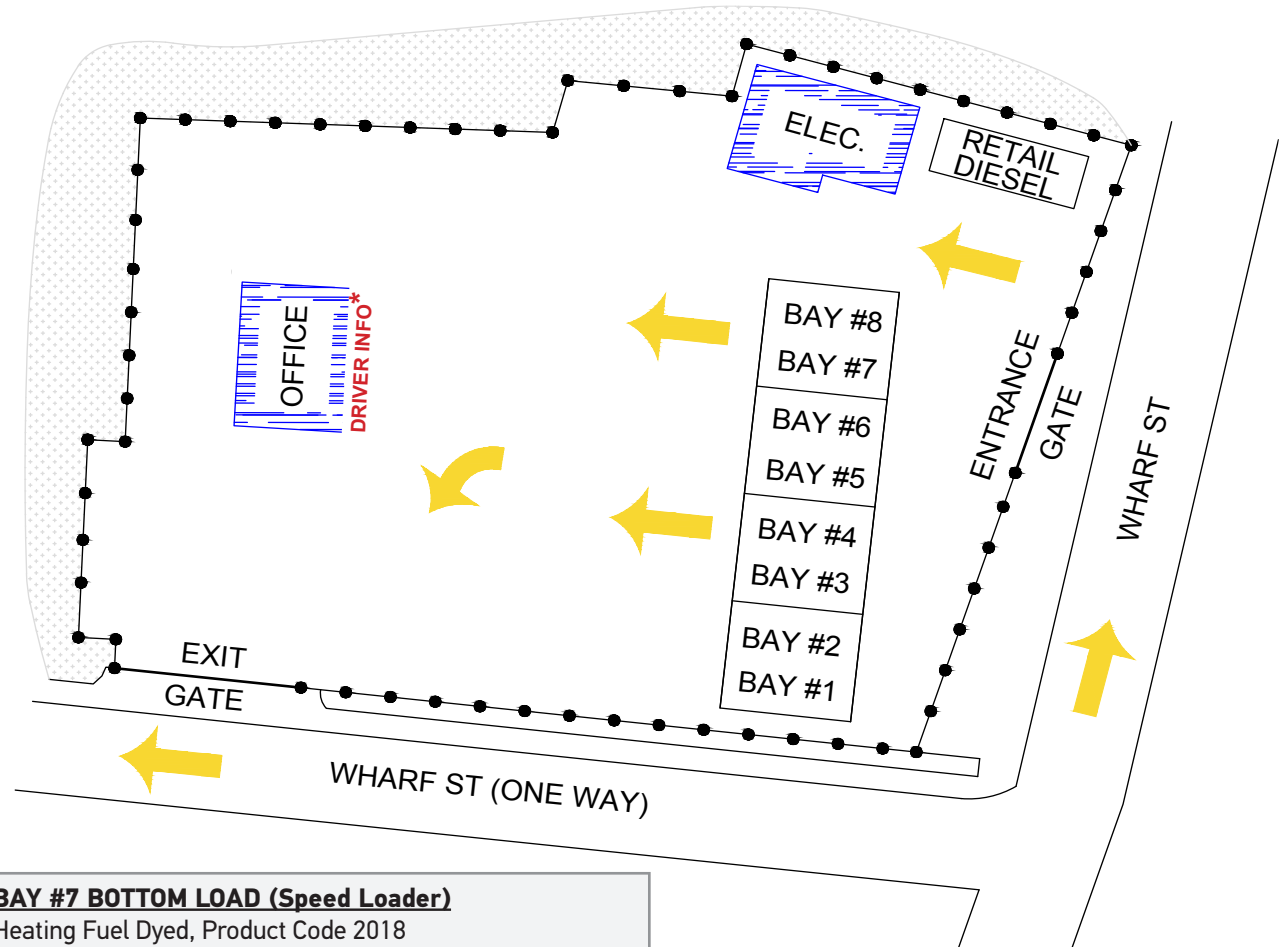 ELEC.
RETAIL
DIESEL
OFFICE
DRIVER INFO*
BAY #8
BAY #7
BAY #6
BAY #5
BAY #4
BAY #3
BAY #2
BAY #1
ENTRANCE
GATE
WHARF ST
EXIT
GATE
WHARF ST (ONE WAY)
BAY #7 BOTTOM LOAD (Speed Loader)
Heating Fuel Dyed, Product Code 2018